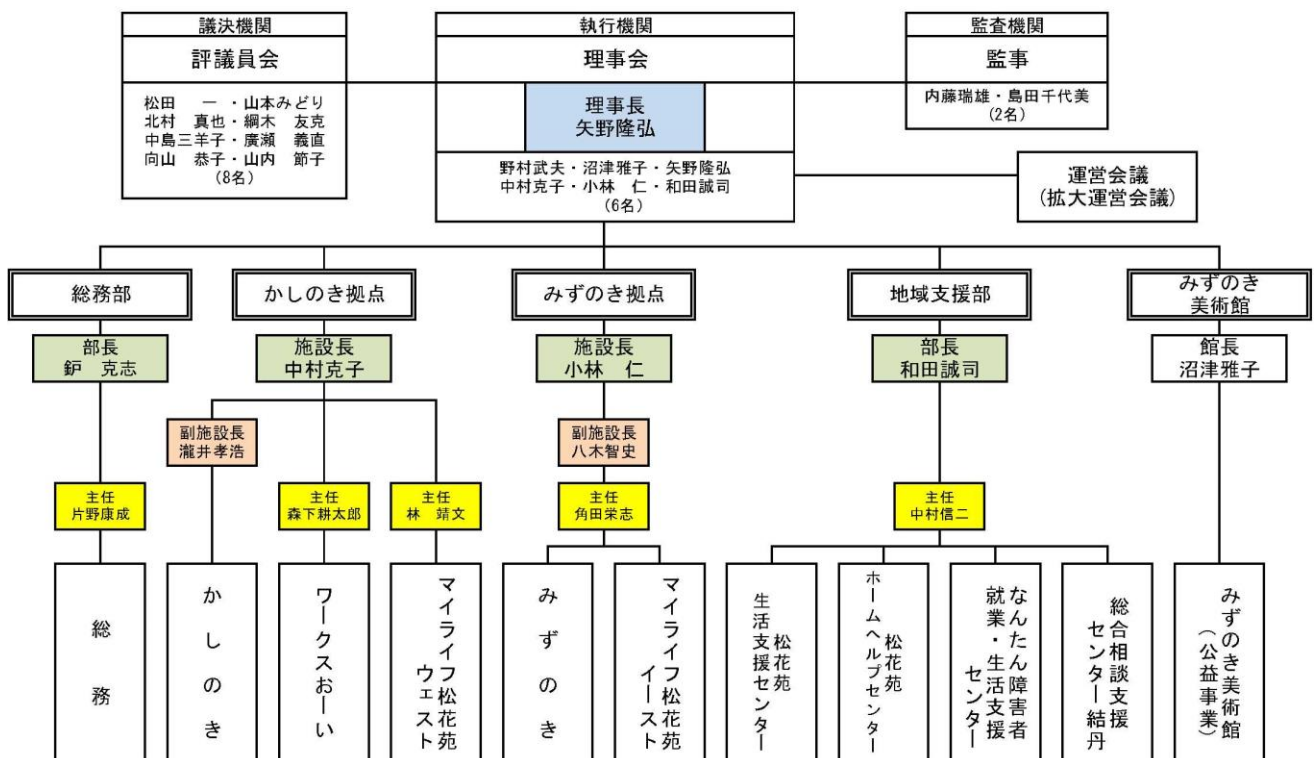 議決機関
評議員会
松田　一・山本みどり
北村　真也・綱木　友克
中島三羊子・廣瀬　義直
向山　恭子・山内　節子
(8名)
執行機関
理事会
理事長
矢野隆弘
野村武夫・沼津雅子・矢野隆弘
中村克子・小林　仁・和田誠司
(6名)
監査機関
監事
内藤瑞雄・島田千代美
(2名)
運営会議
(拡大運営会議)
総務部
かしのき拠点
みずのき拠点
地域支援部
みずのき
美術館
部長
鈩　克志
施設長
中村克子
施設長
小林　仁
部長
和田誠司
館長
沼津雅子
副施設長
瀧井孝浩
副施設長
八木智史
主任
片野康成
主任
森下耕太郎
主任
林　靖文
主任
角田栄志
主任
中村信二
総務
かしのき
ワークスおーい
マイライフ松花苑
ウェスト
みずのき
マイライフ松花苑
イースト
松花苑
生活支援センター
松花苑
ホームヘルプセンター
なんたん障害者
就業・生活支援
センター
総合相談支援
センター結丹
みずのき美術館
(公益事業)